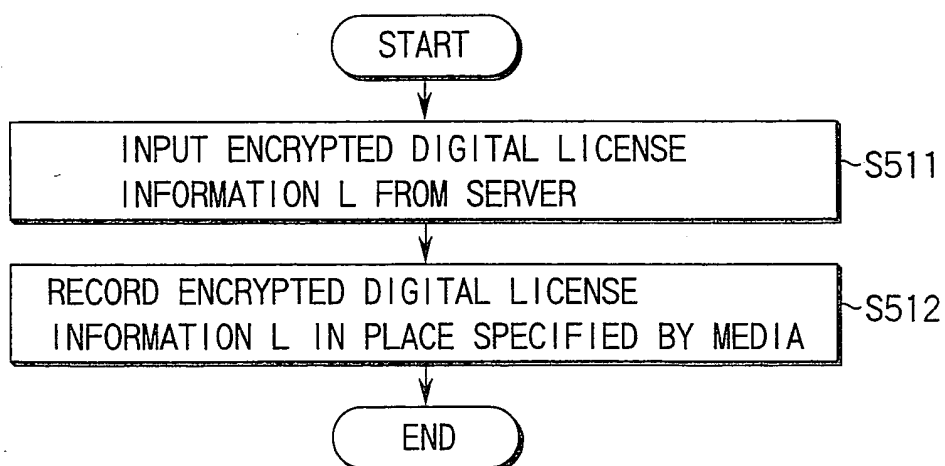 START
INPUT ENCRYPTED DIGITAL LICENSE
INFORMATION L FROM SERVER
S511
RECORD ENCRYPTED DIGITAL LICENSE
INFORMATION L IN PLACE SPECIFIED BY MEDIA
S512
END